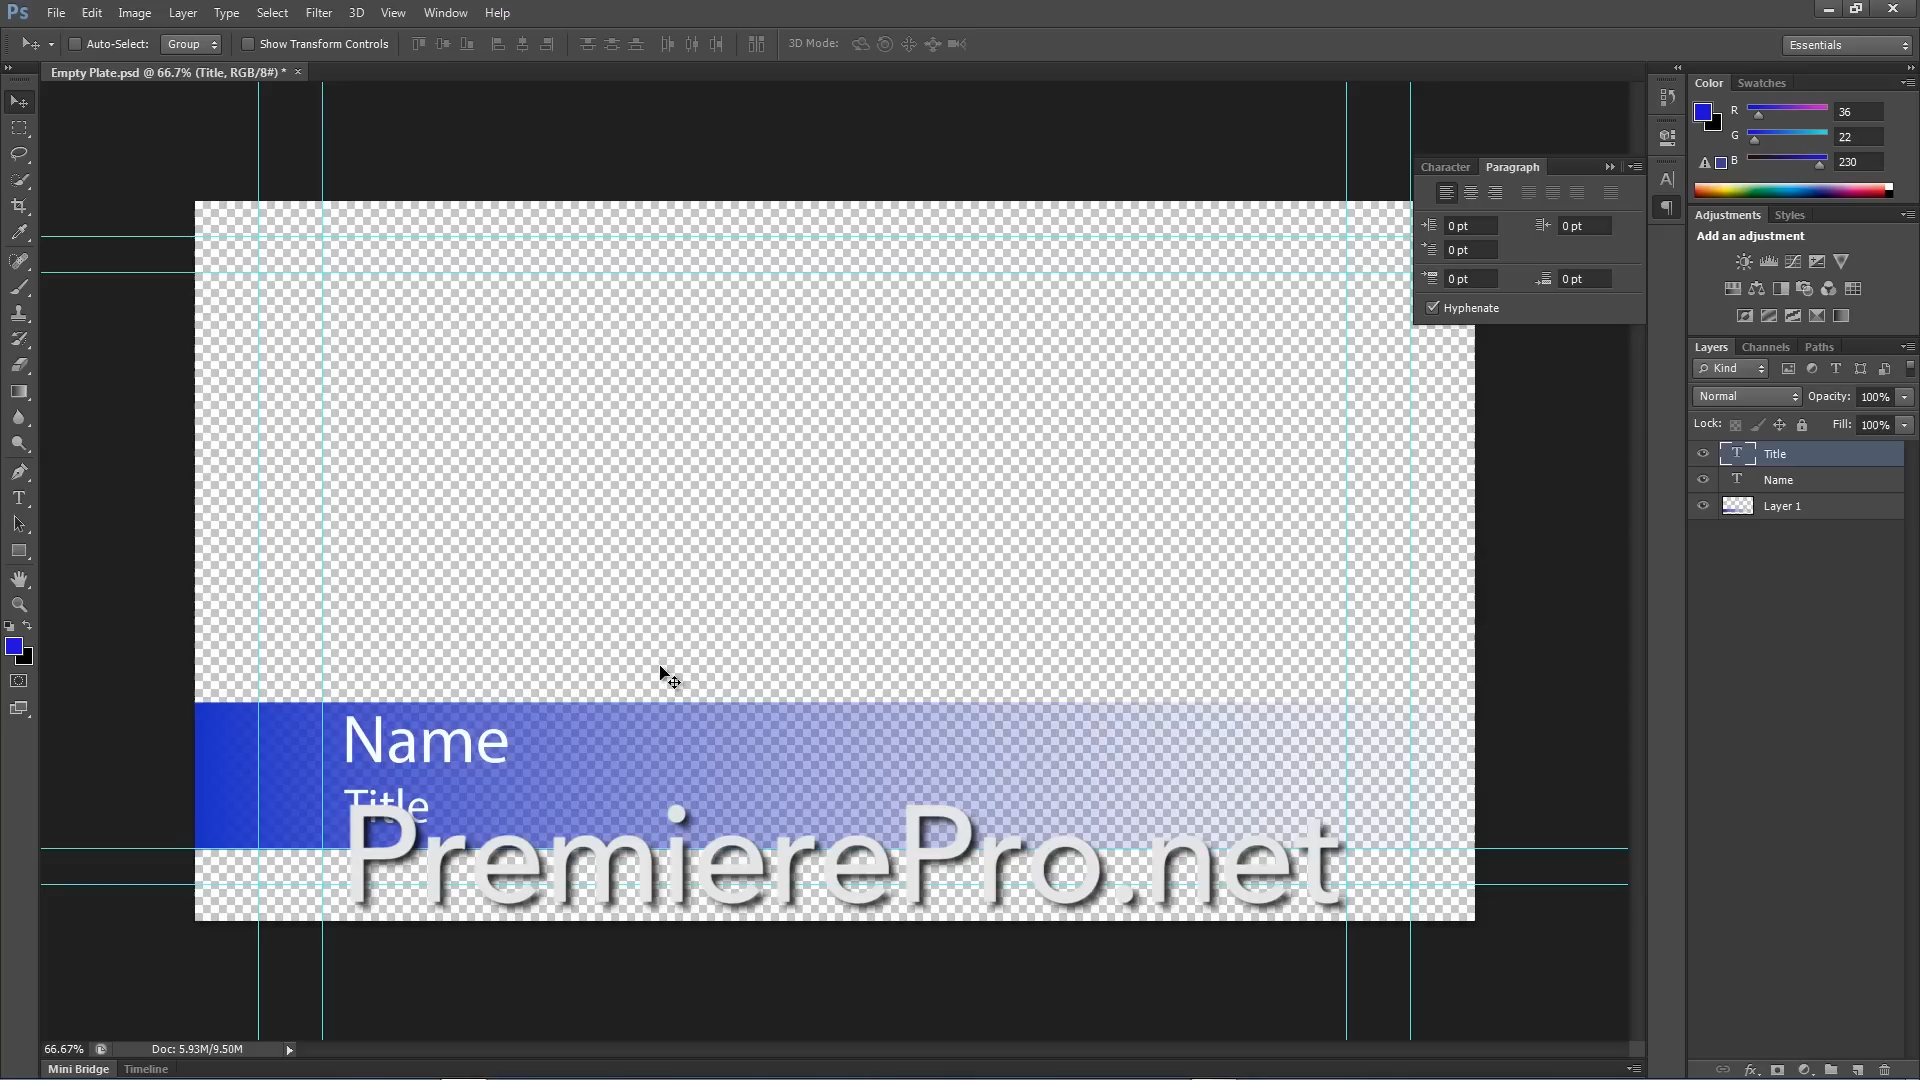 Ps File Edit Image Layer Type Select Filter 3D View Window Help
Auto-Select: Group Show Transform Controls 3D Mode: Essentials
Empty Plate.psd @ 66.7% (Title, RGB/8#) * ×
Color Swatches
R 36
G 22
B 230
Character Paragraph
0 pt 0 pt
0 pt
0 pt 0 pt
Hyphenate
Adjustments Styles
Add an adjustment
Layers Channels Paths
Kind
Normal Opacity: 100%
Lock: Fill: 100%
Title
Name
Layer 1
Name
Title
PremierePro.net
66.67% Doc: 5.93M/9.50M
Mini Bridge Timeline